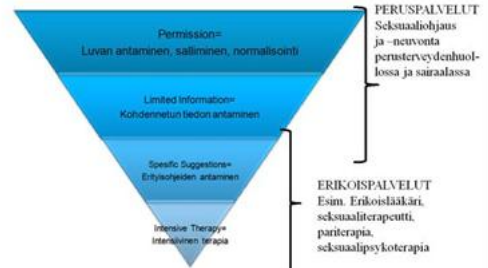 Permission=
Luvan antaminen, salliminen, normalisointi
Limited Information=
Kohdennetun tiedon antaminen
Spesific Suggestions=
Erityisohjeiden antaminen
Intensive Therapy=
Intensiivinen terapia
PERUSPALVELUT
Seksuaaliohjaus
ja –neuvonta
perusterveydenhuol-
lossa ja sairaalassa
ERIKOISPALVELUT
Esim. Erikoislääkäri,
seksuaaliterapeutti,
pariterapia,
seksuaalipsykoterapia